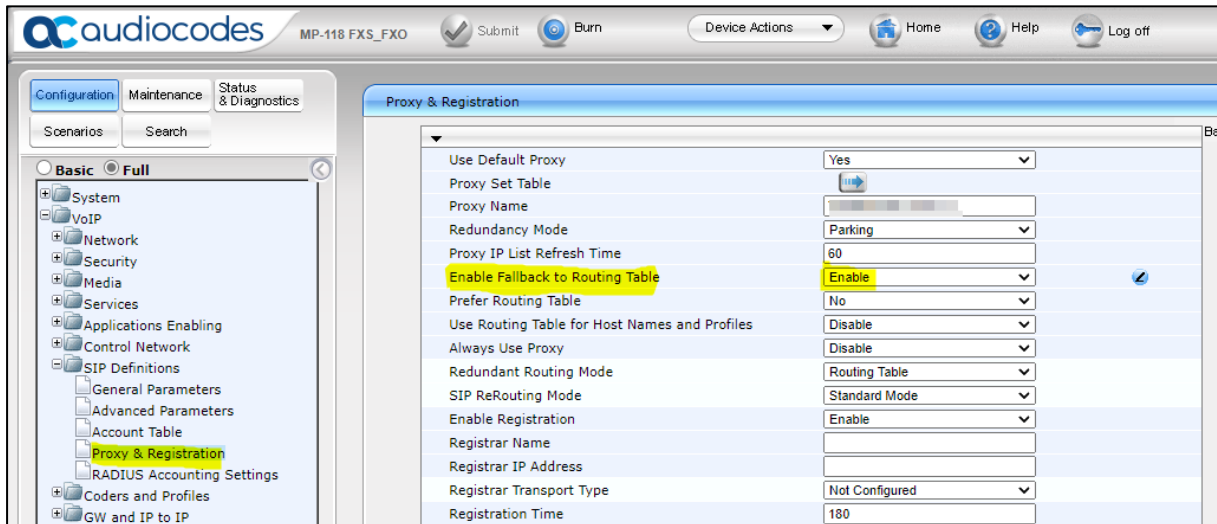 audiocodes MP-118 FXS_FXO Submit Burn Device Actions Home Help Log off
Configuration Maintenance Status & Diagnostics
Scenarios Search
Basic Full
System
VoIP
Network
Security
Media
Services
Applications Enabling
Control Network
SIP Definitions
General Parameters
Advanced Parameters
Account Table
Proxy & Registration
RADIUS Accounting Settings
Coders and Profiles
GW and IP to IP
Proxy & Registration
Use Default Proxy Yes
Proxy Set Table
Proxy Name
Redundancy Mode Parking
Proxy IP List Refresh Time 60
Enable Fallback to Routing Table Enable
Prefer Routing Table No
Use Routing Table for Host Names and Profiles Disable
Always Use Proxy Disable
Redundant Routing Mode Routing Table
SIP ReRouting Mode Standard Mode
Enable Registration Enable
Registrar Name
Registrar IP Address
Registrar Transport Type Not Configured
Registration Time 180